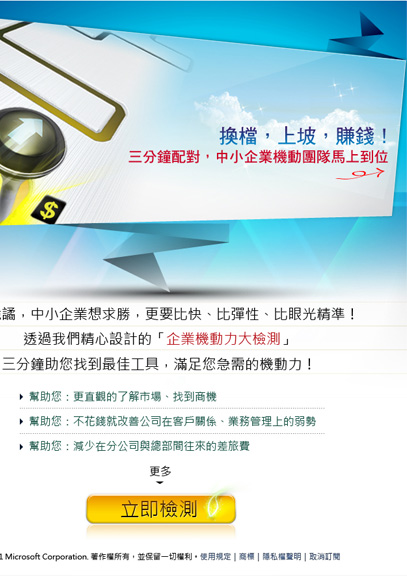 換檔，上坡，賺錢！
三分鐘配對，中小企業機動團隊馬上到位
$
譎，中小企業想求勝，更要比快、比彈性、比眼光精準！
透過我們精心設計的「企業機動力大檢測」
三分鐘助您找到最佳工具，滿足您急需的機動力！
幫助您：更直觀的了解市場、找到商機
幫助您：不花錢就改善公司在客戶關係、業務管理上的弱勢
幫助您：減少在分公司與總部間往來的差旅費
更多
立即檢測
1 Microsoft Corporation. 著作權所有，並保留一切權利。使用規定 | 商標 | 隱私權聲明 | 取消訂閱